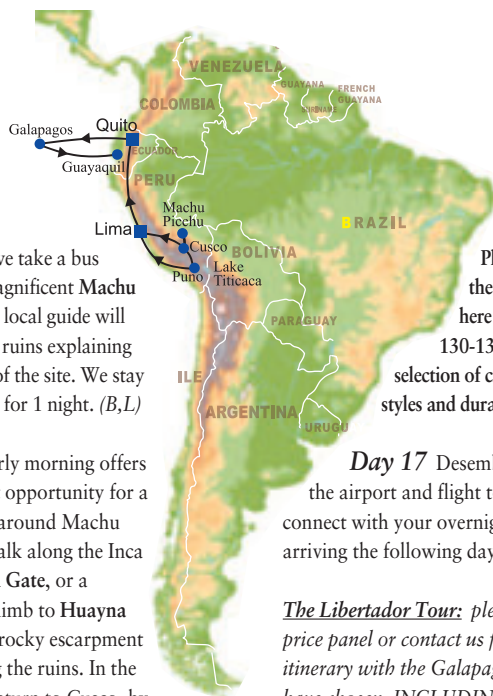 VENEZUELA
GUYANA
FRENCH
GUYANA
COLOMBIA
Galapagos
Quito
ECUADOR
Guayaquil
PERU
Machu
Picchu
BRAZIL
Lima
Cusco
BOLIVIA
Puno
Lake
Titicaca
PARAGUAY
ILE
ARGENTINA
URUGU
ve take a bus
agnificent Machu
local guide will
ruins explaining
of the site. We stay
for 1 night. (B,L)
rly morning offers
t opportunity for a
around Machu
alk along the Inca
Gate, or a
limb to Huayna
rocky escarpment
g the ruins. In the
Pl
the
here
130-13
selection of c
styles and dura
Day 17 Desemb
the airport and flight t
connect with your overnig
arriving the following day
The Libertador Tour: ple
price panel or contact us f
itinerary with the Galapag